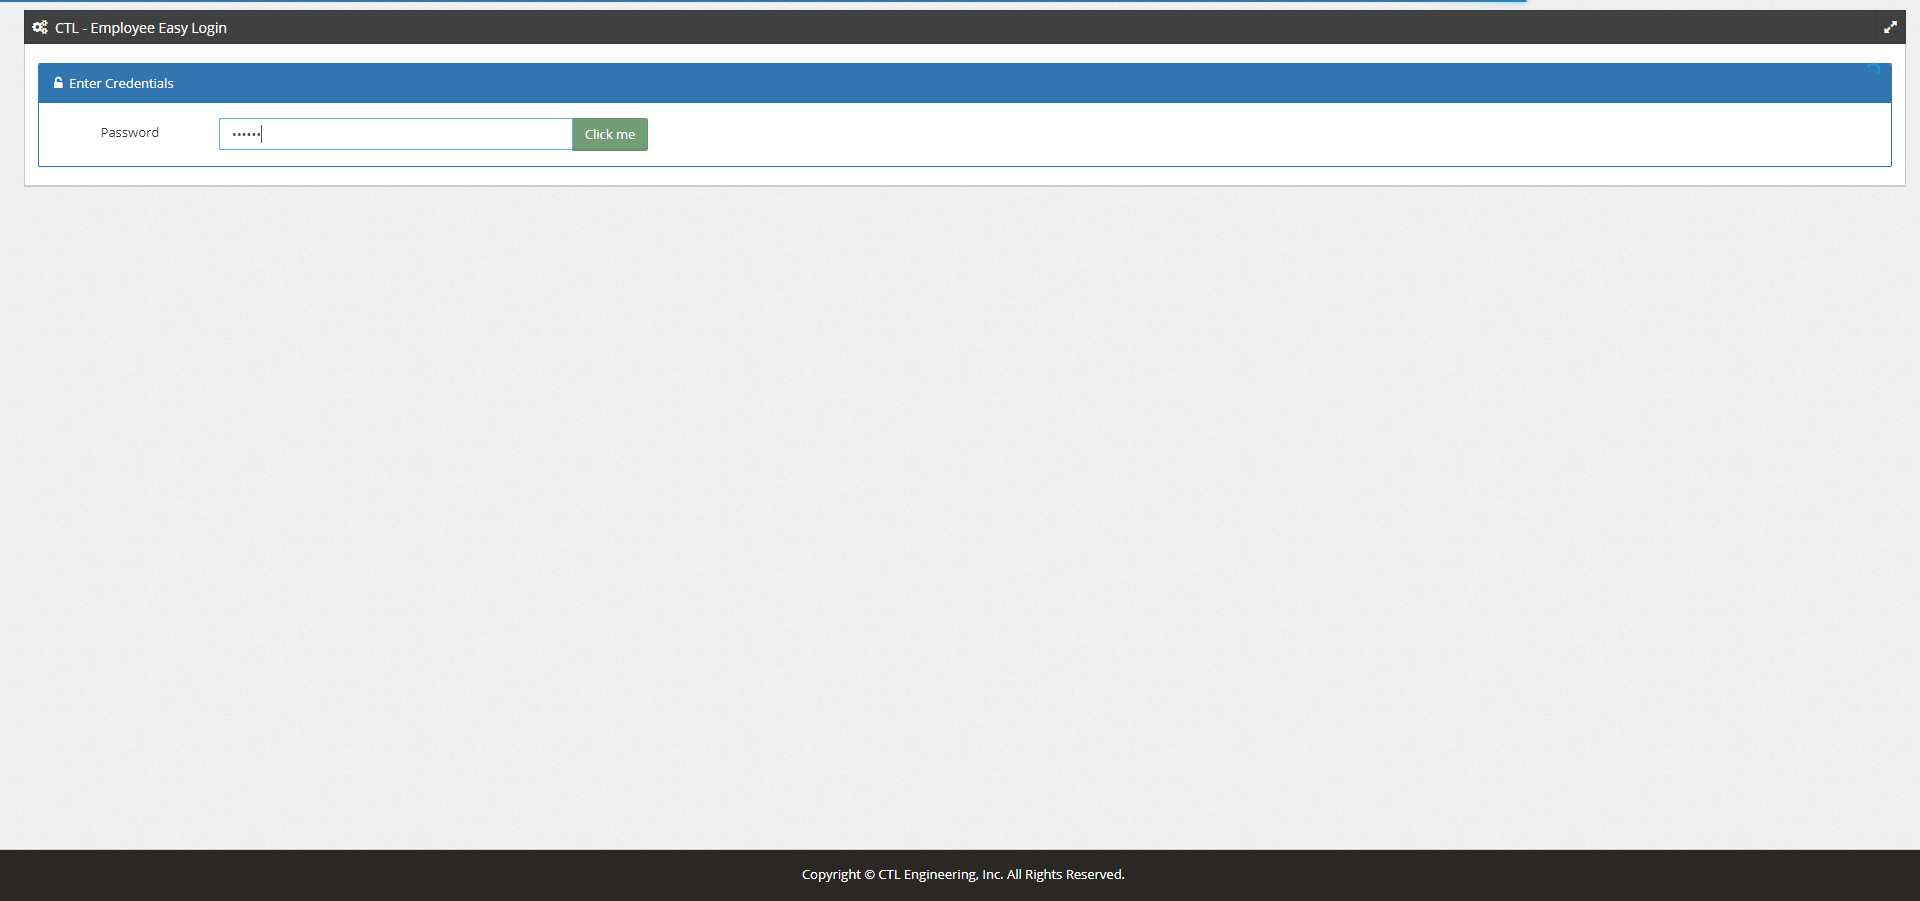 CTL - Employee Easy Login
Enter Credentials
Password
••••••
Click me
Copyright © CTL Engineering, Inc. All Rights Reserved.